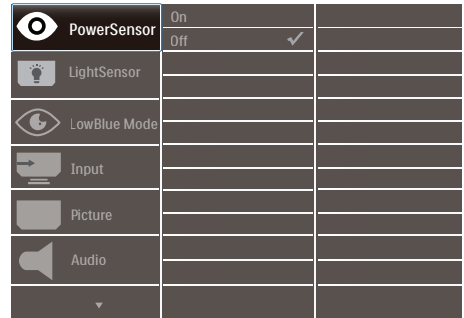 PowerSensor
On
Off
LightSensor
LowBlue Mode
Input
Picture
Audio